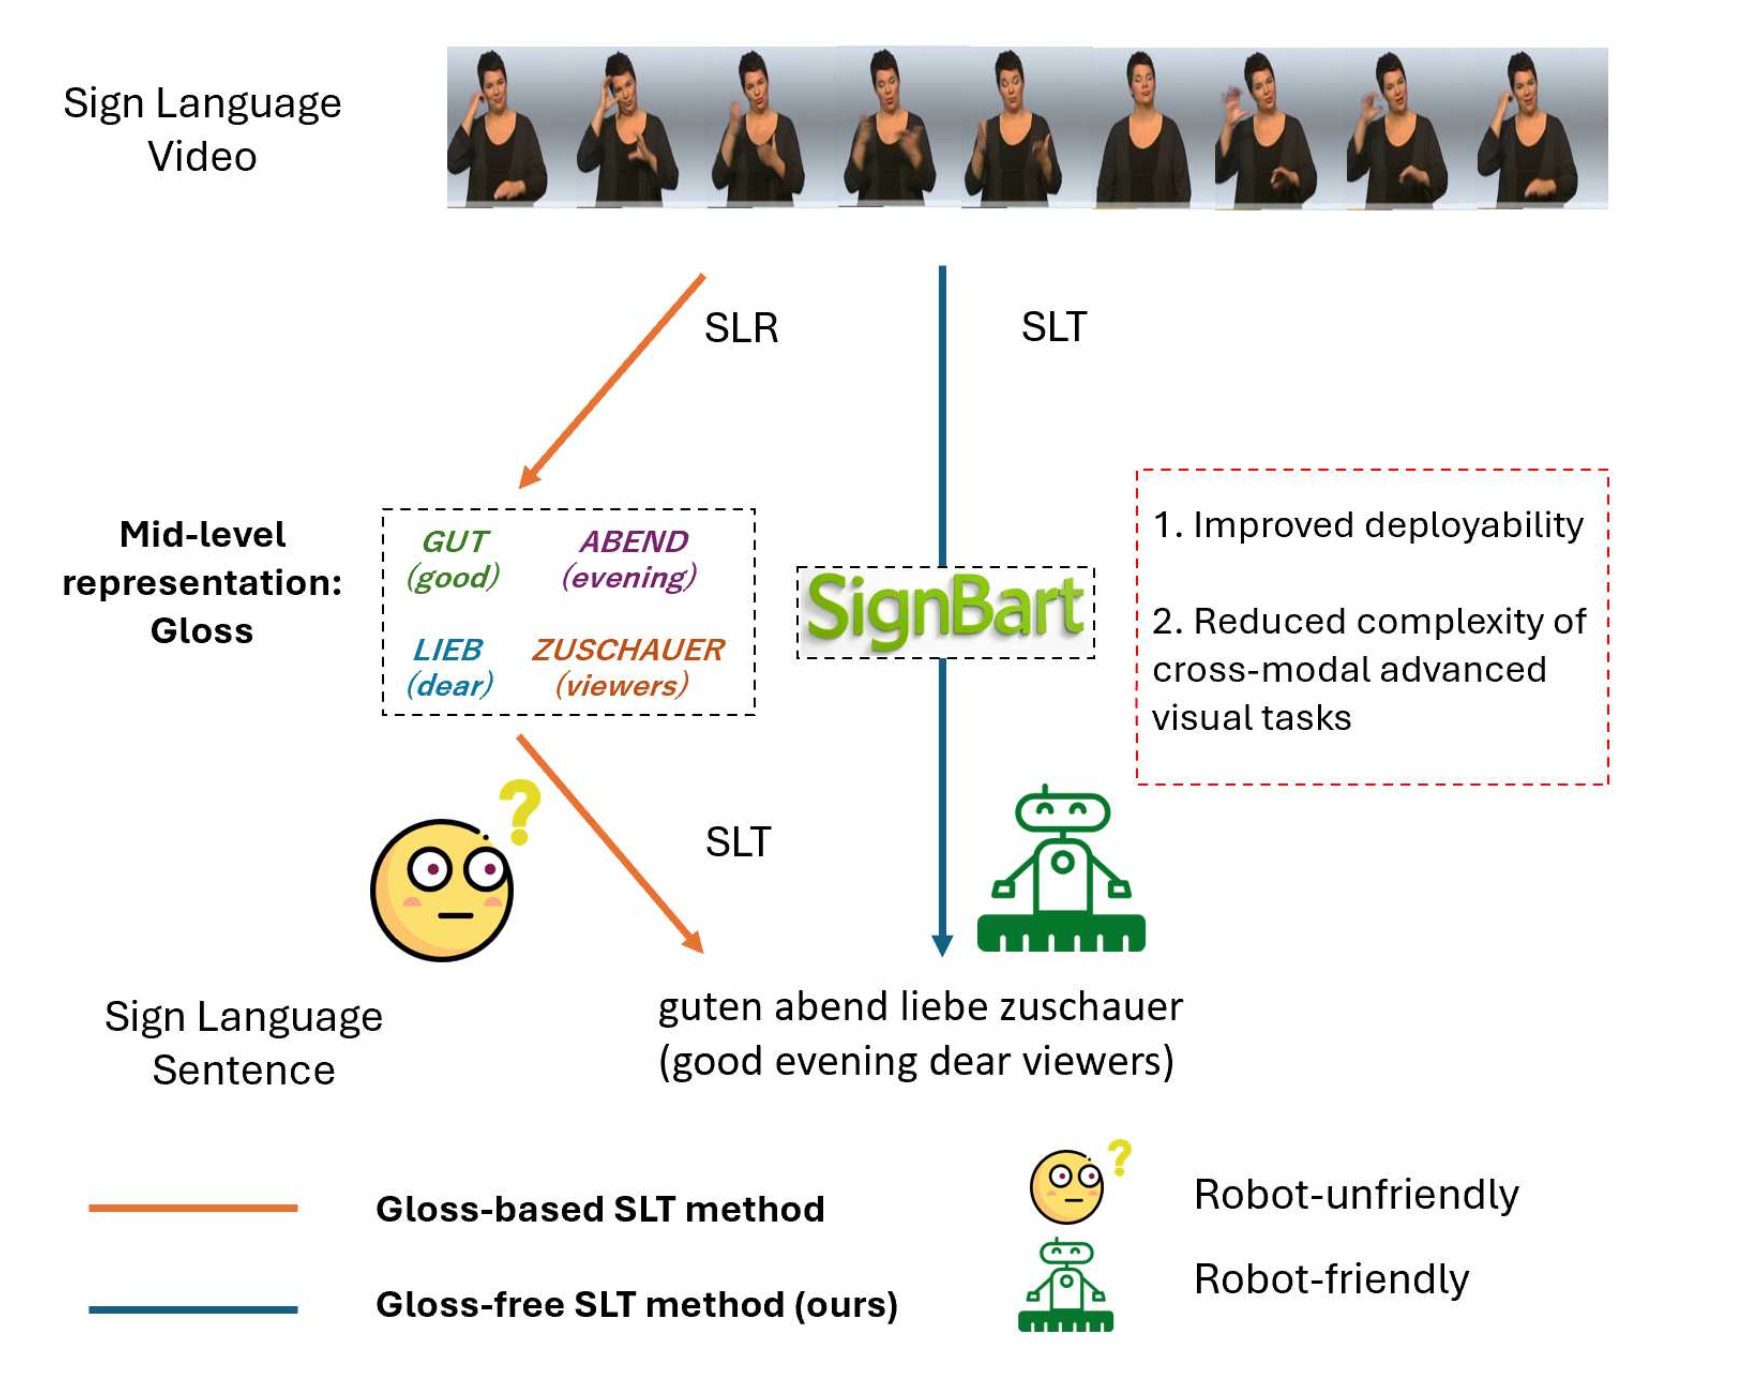 Sign Language
Video
SLR
SLT
Mid-level
representation:
Gloss
GUT
(good)
ABEND
(evening)
LIEB
(dear)
ZUSCHAUER
(viewers)
SignBart
1. Improved deployability
2. Reduced complexity of
cross-modal advanced
visual tasks
?
SLT
Sign Language
Sentence
guten abend liebe zuschauer
(good evening dear viewers)
Gloss-based SLT method
Gloss-free SLT method (ours)
?
Robot-unfriendly
Robot-friendly